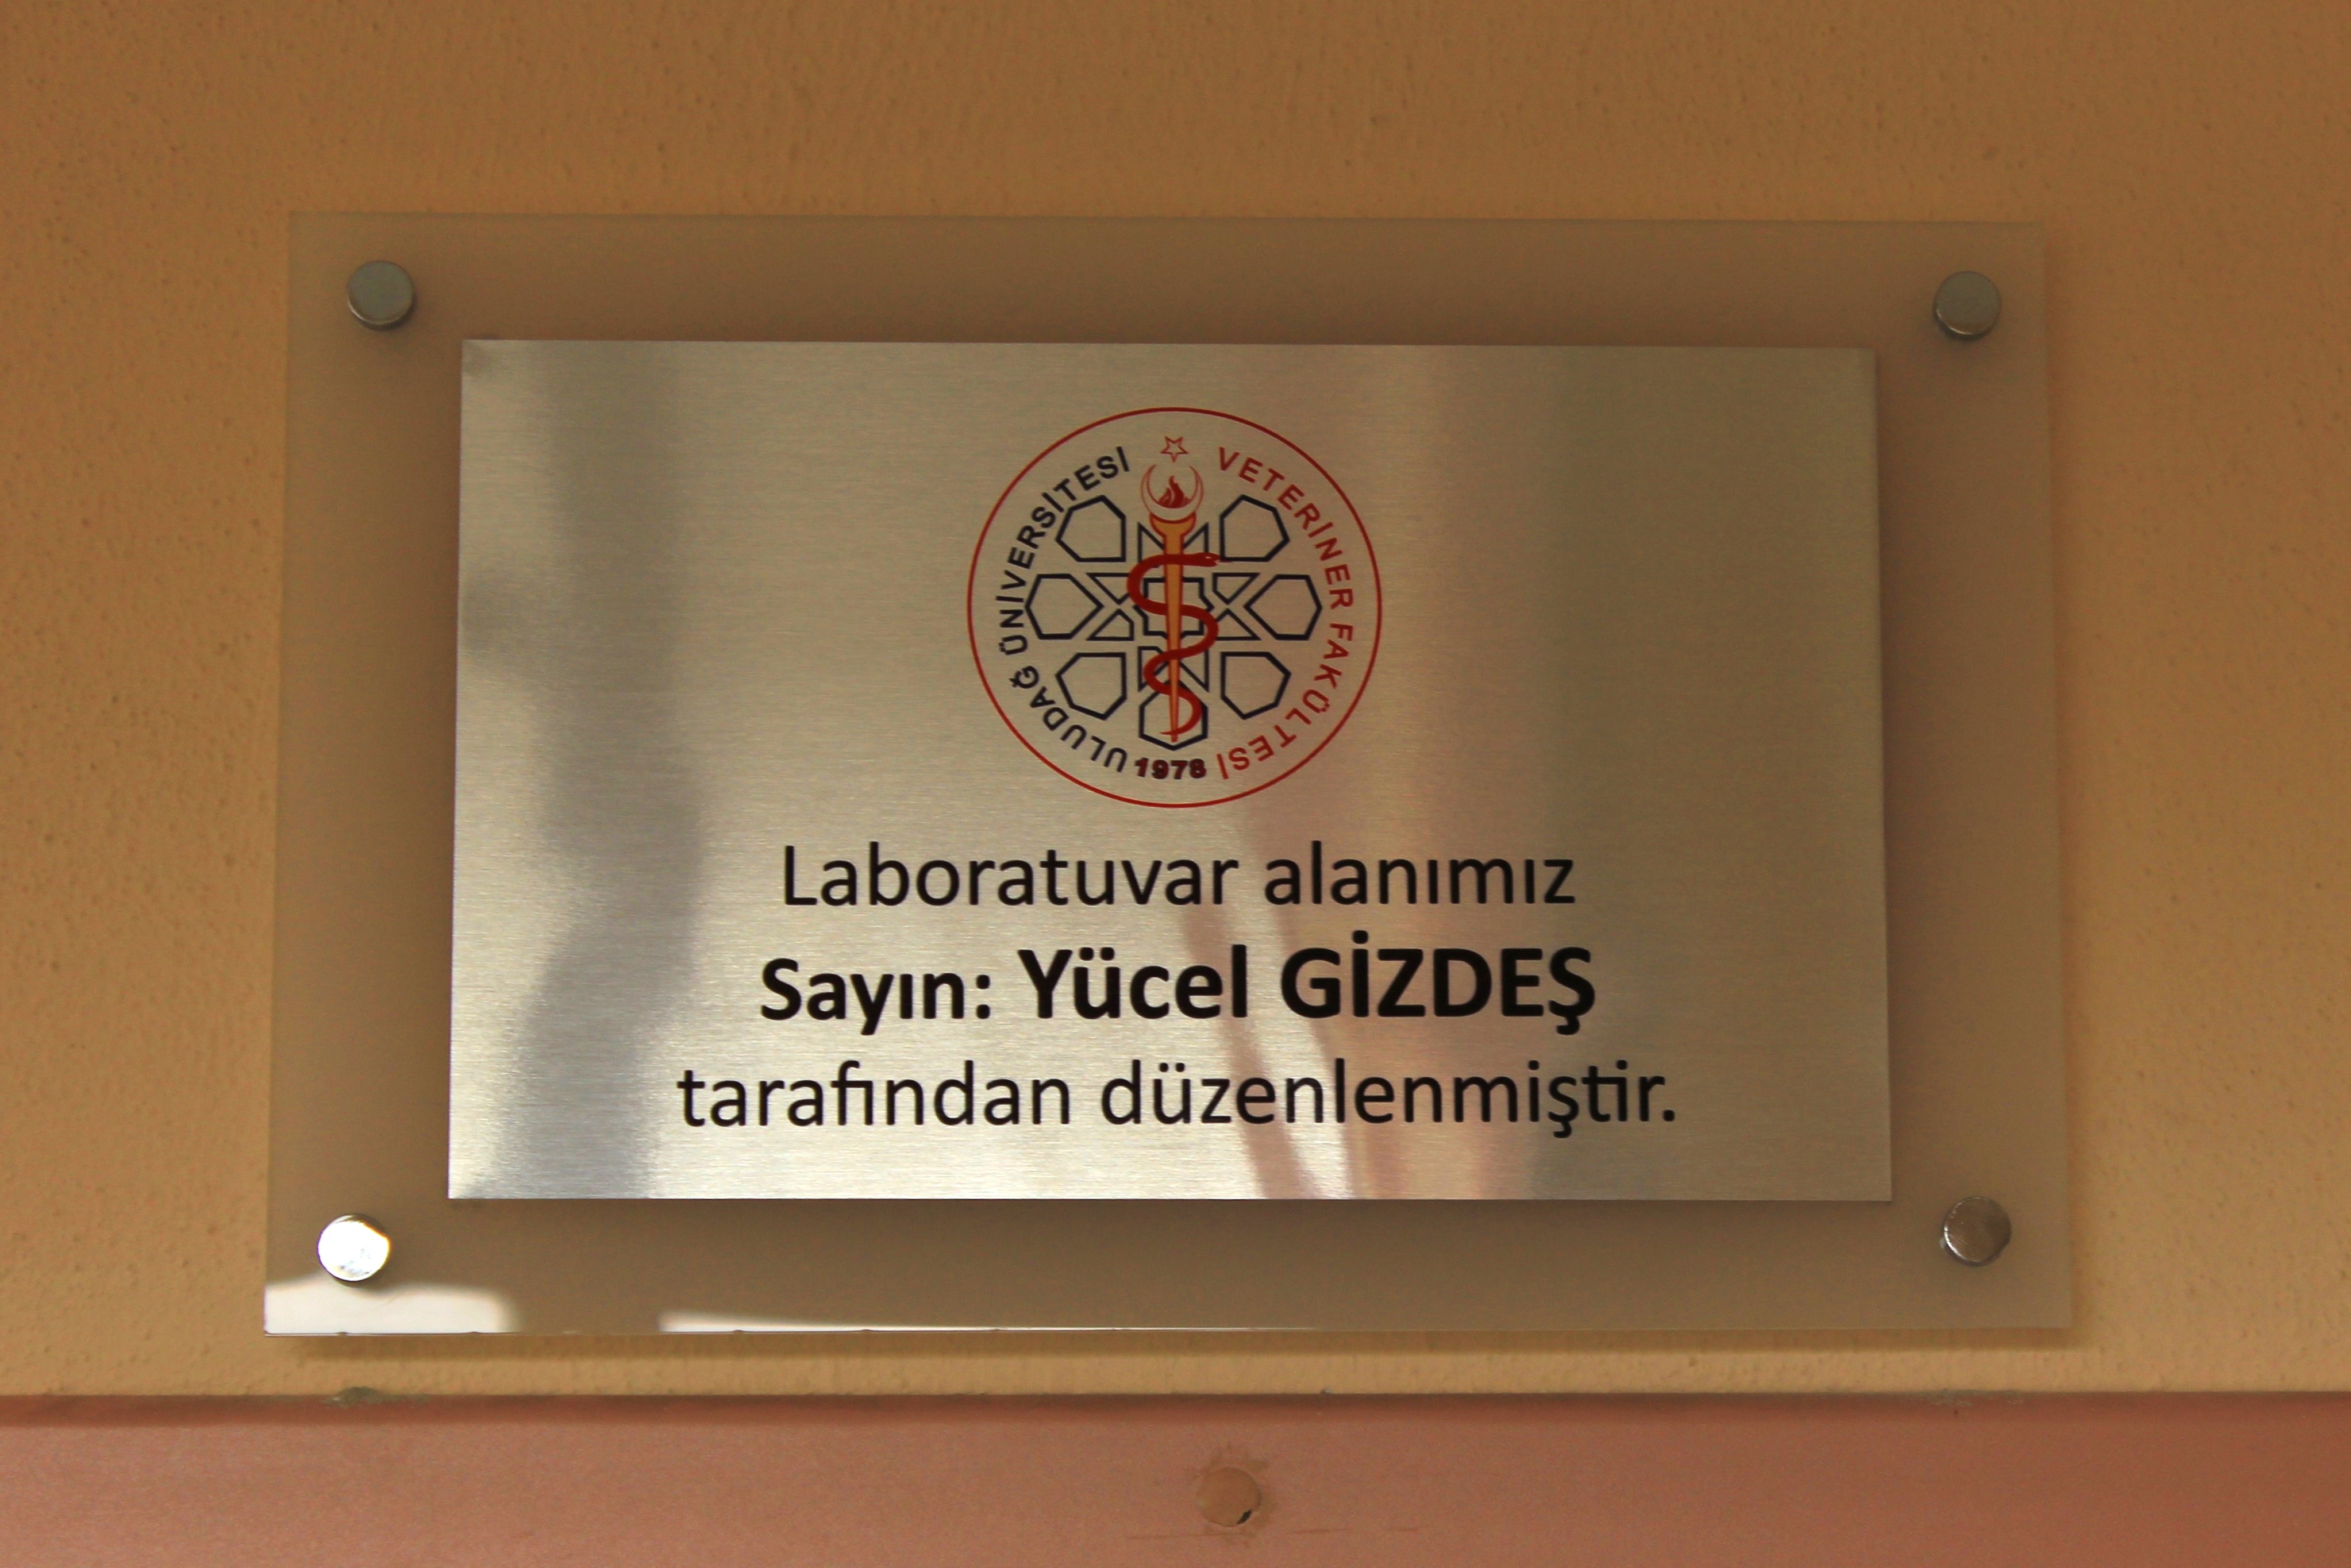 ULUDAĞ ÜNİVERSİTESİ
VETERİNER FAKÜLTESİ
1978
Laboratuvar alanımız
Sayın: Yücel GİZDEŞ
tarafından düzenlenmiştir.